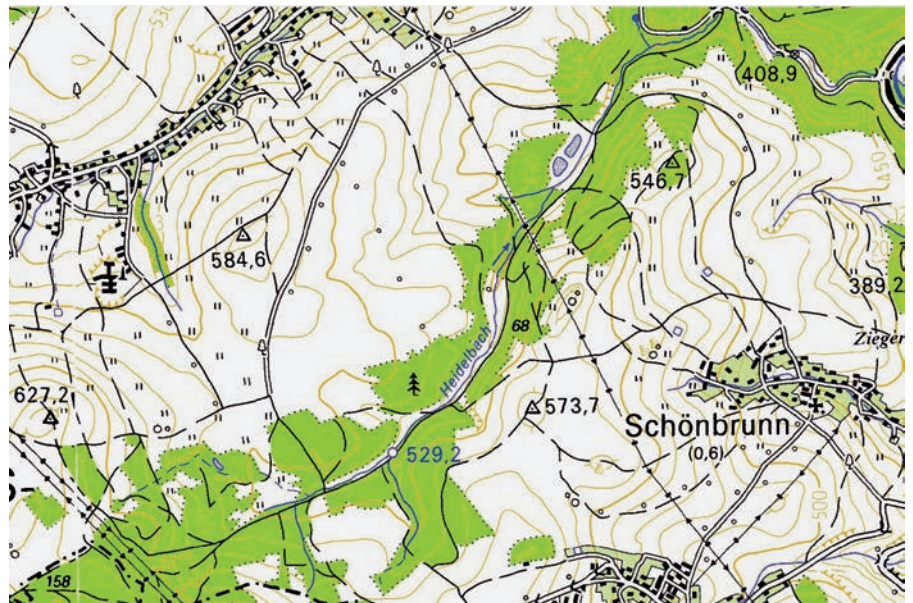 408,9
546,7
A450
584,6
389,2
68
Heidelbach
Zieger
627,2
573,7
Schönbrunn
(0,6)
529,2
500
158